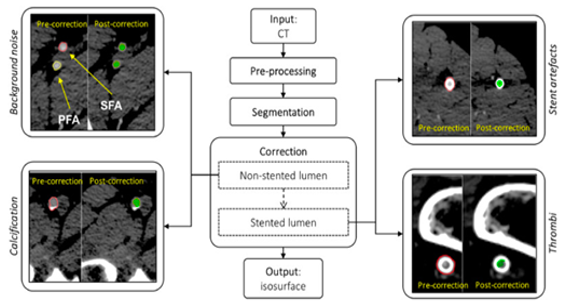 Background noise
Pre-correction
Post-correction
SFA
PFA
Calcification
Pre-correction
Post-correction
Input:
CT
Pre-processing
Segmentation
Correction
Non-stented lumen
Stented lumen
Output:
isosurface
Stent artefacts
Pre-correction
Post-correction
Thrombi
Pre-correction
Post-correction